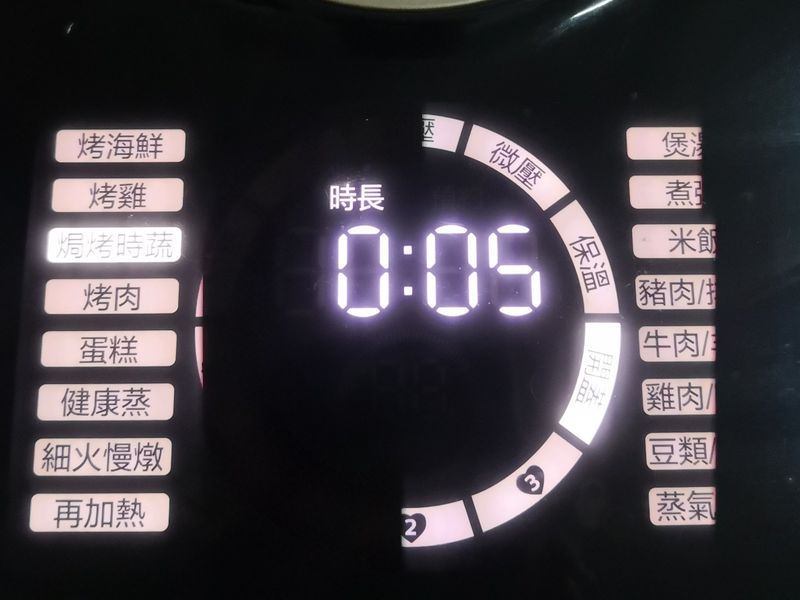 烤海鮮
烤雞
焗烤時蔬
烤肉
蛋糕
健康蒸
細火慢燉
再加熱
時長
0:05
微壓
保溫
開蓋
3
2
米飯
豬肉/
牛肉/
雞肉/
豆類/
蒸氣